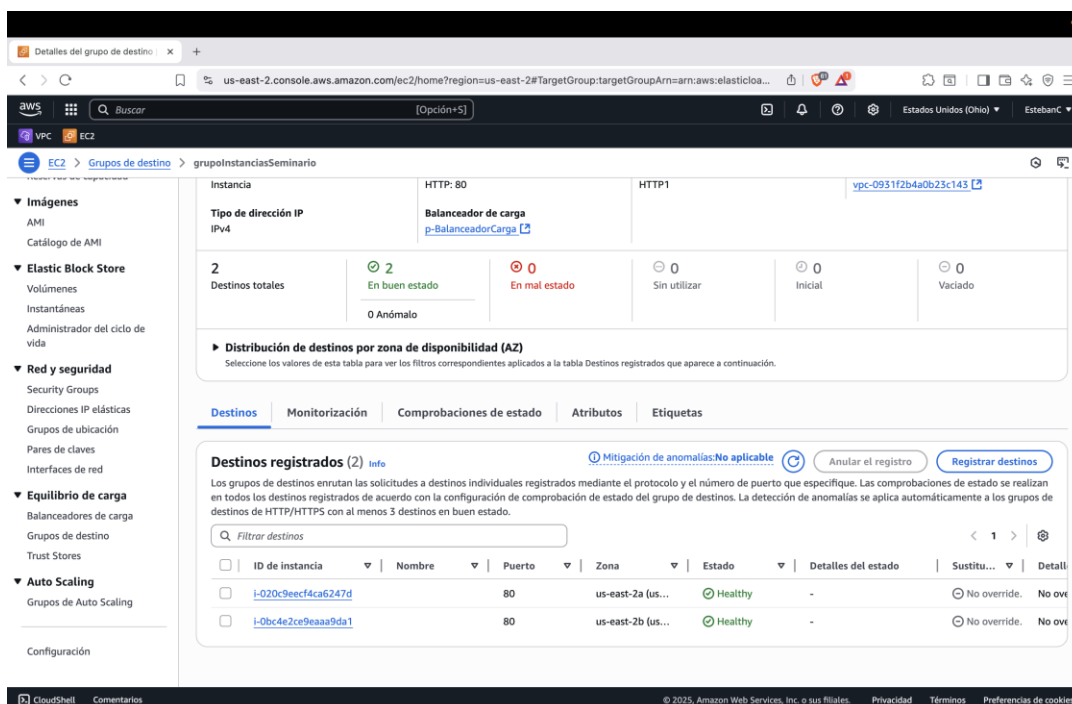 Detalles del grupo de destino
us-east-2.console.aws.amazon.com/ec2/home?region=us-east-2#TargetGroup:targetGroupArn=arn:aws:elasticloa...
aws
Buscar [Opción+S]
Estados Unidos (Ohio) EstebanC
VPC EC2
EC2 > Grupos de destino > grupoInstanciasSeminario
Imágenes
AMI
Catálogo de AMI
Elastic Block Store
Volúmenes
Instantáneas
Administrador del ciclo de
vida
Red y seguridad
Security Groups
Direcciones IP elásticas
Grupos de ubicación
Pares de claves
Interfaces de red
Equilibrio de carga
Balanceadores de carga
Grupos de destino
Trust Stores
Auto Scaling
Grupos de Auto Scaling
Configuración
Instancia HTTP: 80 HTTP1 vpc-0931f2b4a0b23c143
Tipo de dirección IP Balanceador de carga
IPv4 p-BalanceadorCarga
2 2 0 0 0 0
Destinos totales En buen estado En mal estado Sin utilizar Inicial Vaciado
0 Anómalo
Distribución de destinos por zona de disponibilidad (AZ)
Seleccione los valores de esta tabla para ver los filtros correspondientes aplicados a la tabla Destinos registrados que aparece a continuación.
Destinos Monitorización Comprobaciones de estado Atributos Etiquetas
Destinos registrados (2) Info Mitigación de anomalías:No aplicable Anular el registro Registrar destinos
Los grupos de destinos enrutan las solicitudes a destinos individuales registrados mediante el protocolo y el número de puerto que especifique. Las comprobaciones de estado se realizan
en todos los destinos registrados de acuerdo con la configuración de comprobación de estado del grupo de destinos. La detección de anomalías se aplica automáticamente a los grupos de
destinos de HTTP/HTTPS con al menos 3 destinos en buen estado.
Filtrar destinos 1
ID de instancia Nombre Puerto Zona Estado Detalles del estado Sustitu... Detall
i-020c9eecf4ca6247d 80 us-east-2a (us... Healthy - No override. No ove
i-0bc4e2ce9eaaa9da1 80 us-east-2b (us... Healthy - No override. No ove
CloudShell Comentarios © 2025, Amazon Web Services, Inc. o sus filiales. Privacidad Términos Preferencias de cookies